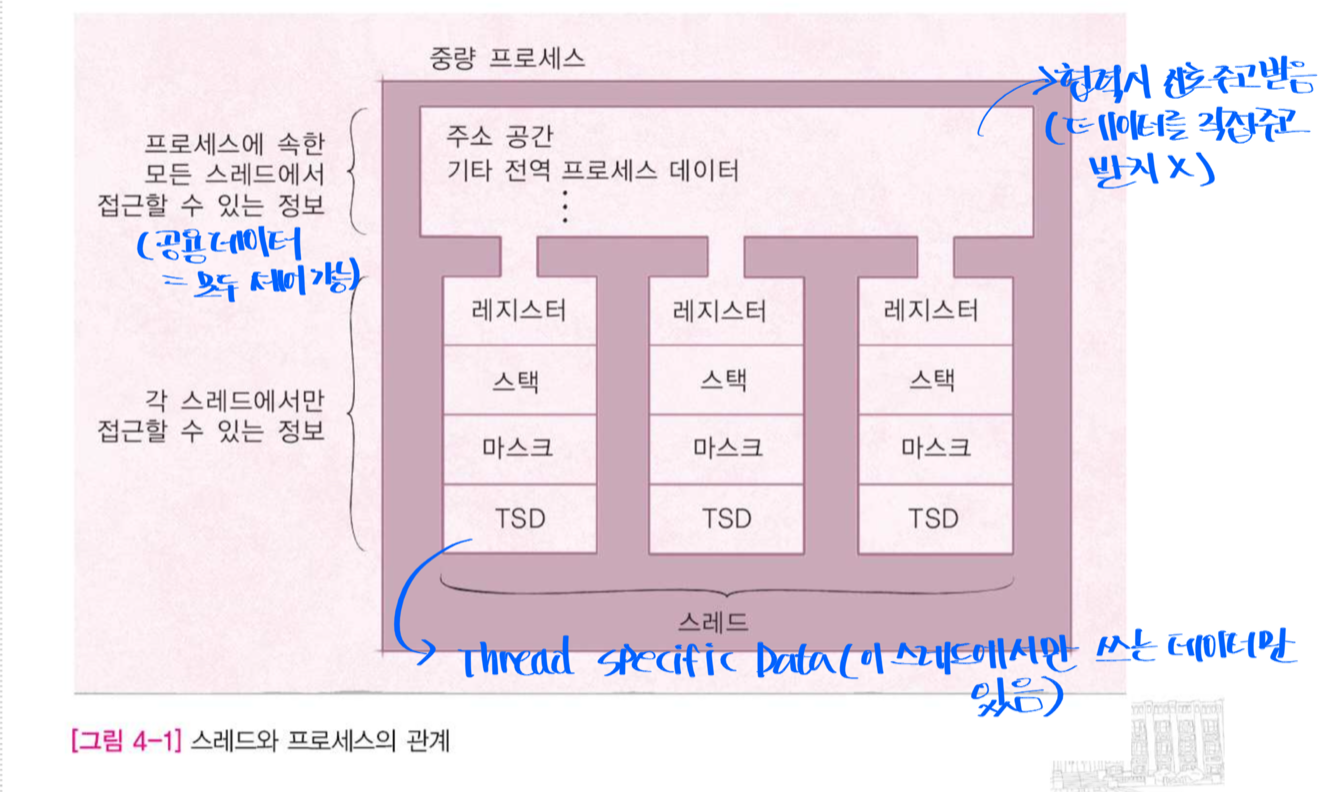 중량 프로세스
프로세스에 속한
모든 스레드에서
접근할 수 있는 정보
(공용데이터
= 모두 제어 가능)
주소 공간
기타 전역 프로세스 데이터
⋮
협력시 신호 주고받음
(데이터를 직접주고
받지 X)
각 스레드에서만
접근할 수 있는 정보
레지스터 레지스터 레지스터
스택 스택 스택
마스크 마스크 마스크
TSD TSD TSD
스레드
Thread specific Data (이 스레드에서만 쓰는 데이터만
있음)
[그림 4-1] 스레드와 프로세스의 관계